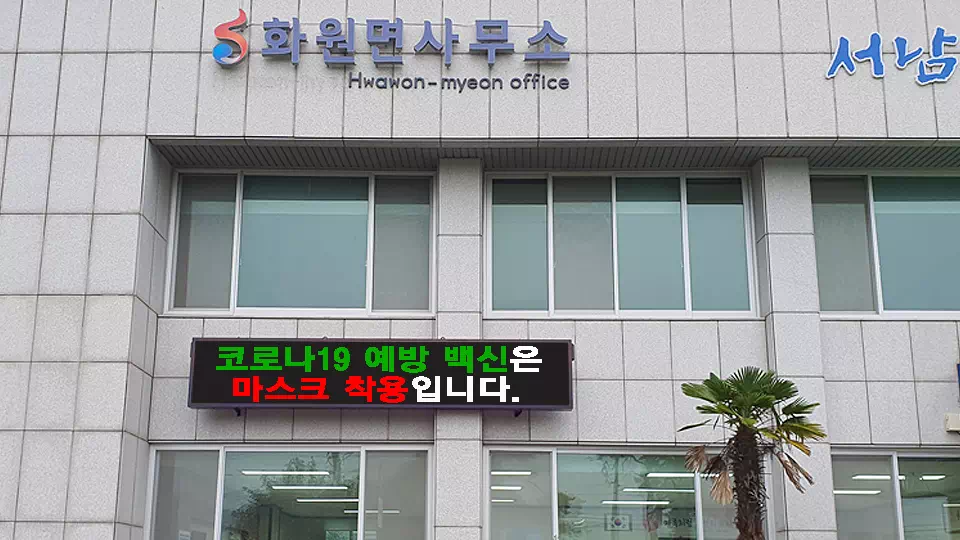 화원면사무소
Hwawon-myeon office
서남
코로나19 예방 백신은
마스크 착용입니다.